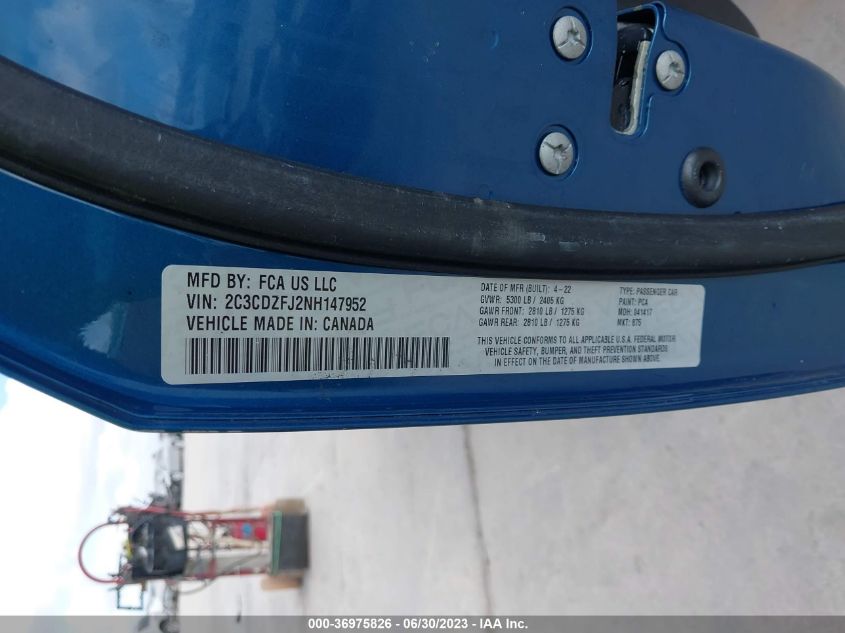 MFD BY: FCA US LLC
VIN: 2C3CDZFJ2NH147952
VEHICLE MADE IN: CANADA
DATE OF MFR (BUILT): 4-22
GVWR: 5300 LB / 2405 KG
GAWR FRONT: 2810 LB / 1275 KG
GAWR REAR: 2810 LB / 1275 KG
TYPE: PASSENGER CAR
PAINT: PCA
MDH: 041417
MKT: 875
THIS VEHICLE CONFORMS TO ALL APPLICABLE U.S.A. FEDERAL MOTOR
VEHICLE SAFETY, BUMPER, AND THEFT PREVENTION STANDARDS
IN EFFECT ON THE DATE OF MANUFACTURE SHOWN ABOVE.
000-36975826 - 06/30/2023 - IAA Inc.